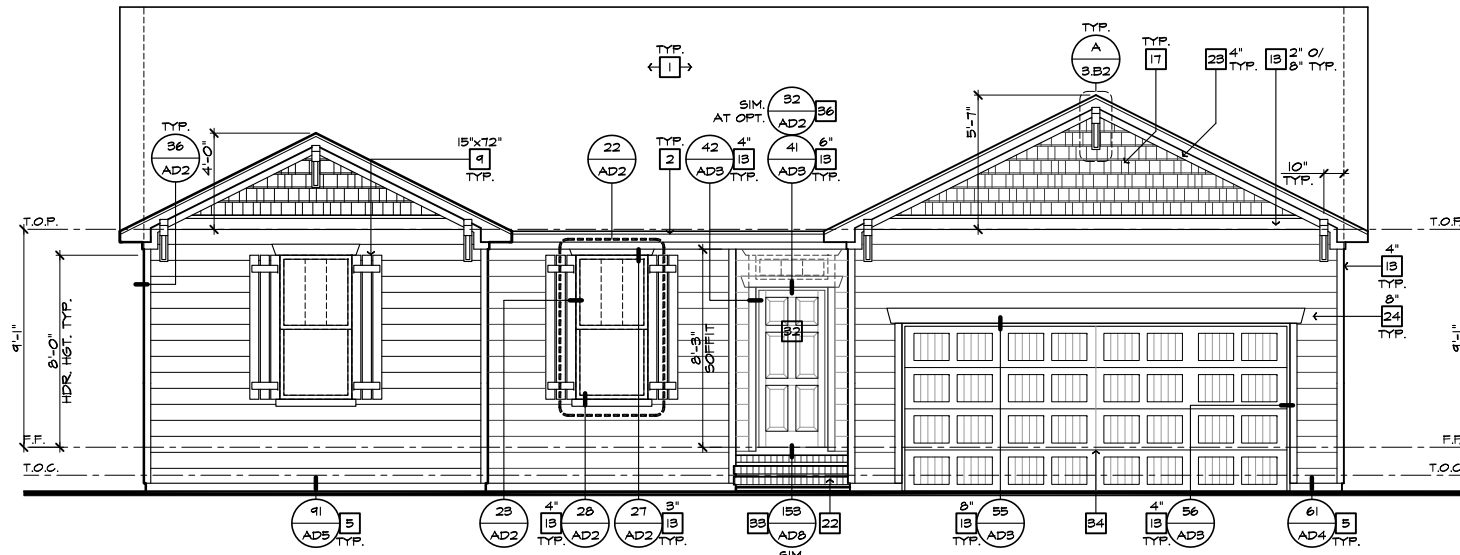 TYP.
1
TYP.
A
3.B2
TYP.
17
23
4"
TYP.
13
2" O/
8" TYP.
SIM.
AT OPT.
32
AD2
36
5'-7"
TYP.
36
AD2
4'-0"
15"x72"
9
TYP.
22
AD2
TYP.
2
42
AD3
4"
13
TYP.
41
AD3
6"
13
TYP.
10"
TYP.
T.O.P.
T.O.P.
9'-1"
8'-0"
HDR. HGT. TYP.
8'-3"
SOFFIT
32
4"
13
TYP.
8"
24
TYP.
9'-1"
F.F.
F.F.
T.O.C.
T.O.C.
91
AD5
5
TYP.
23
AD2
4"
13
TYP.
28
AD2
27
AD2
3"
13
TYP.
33
153
AD8
SIM.
22
8"
13
TYP.
55
AD3
34
4"
13
TYP.
56
AD3
61
AD4
5
TYP.